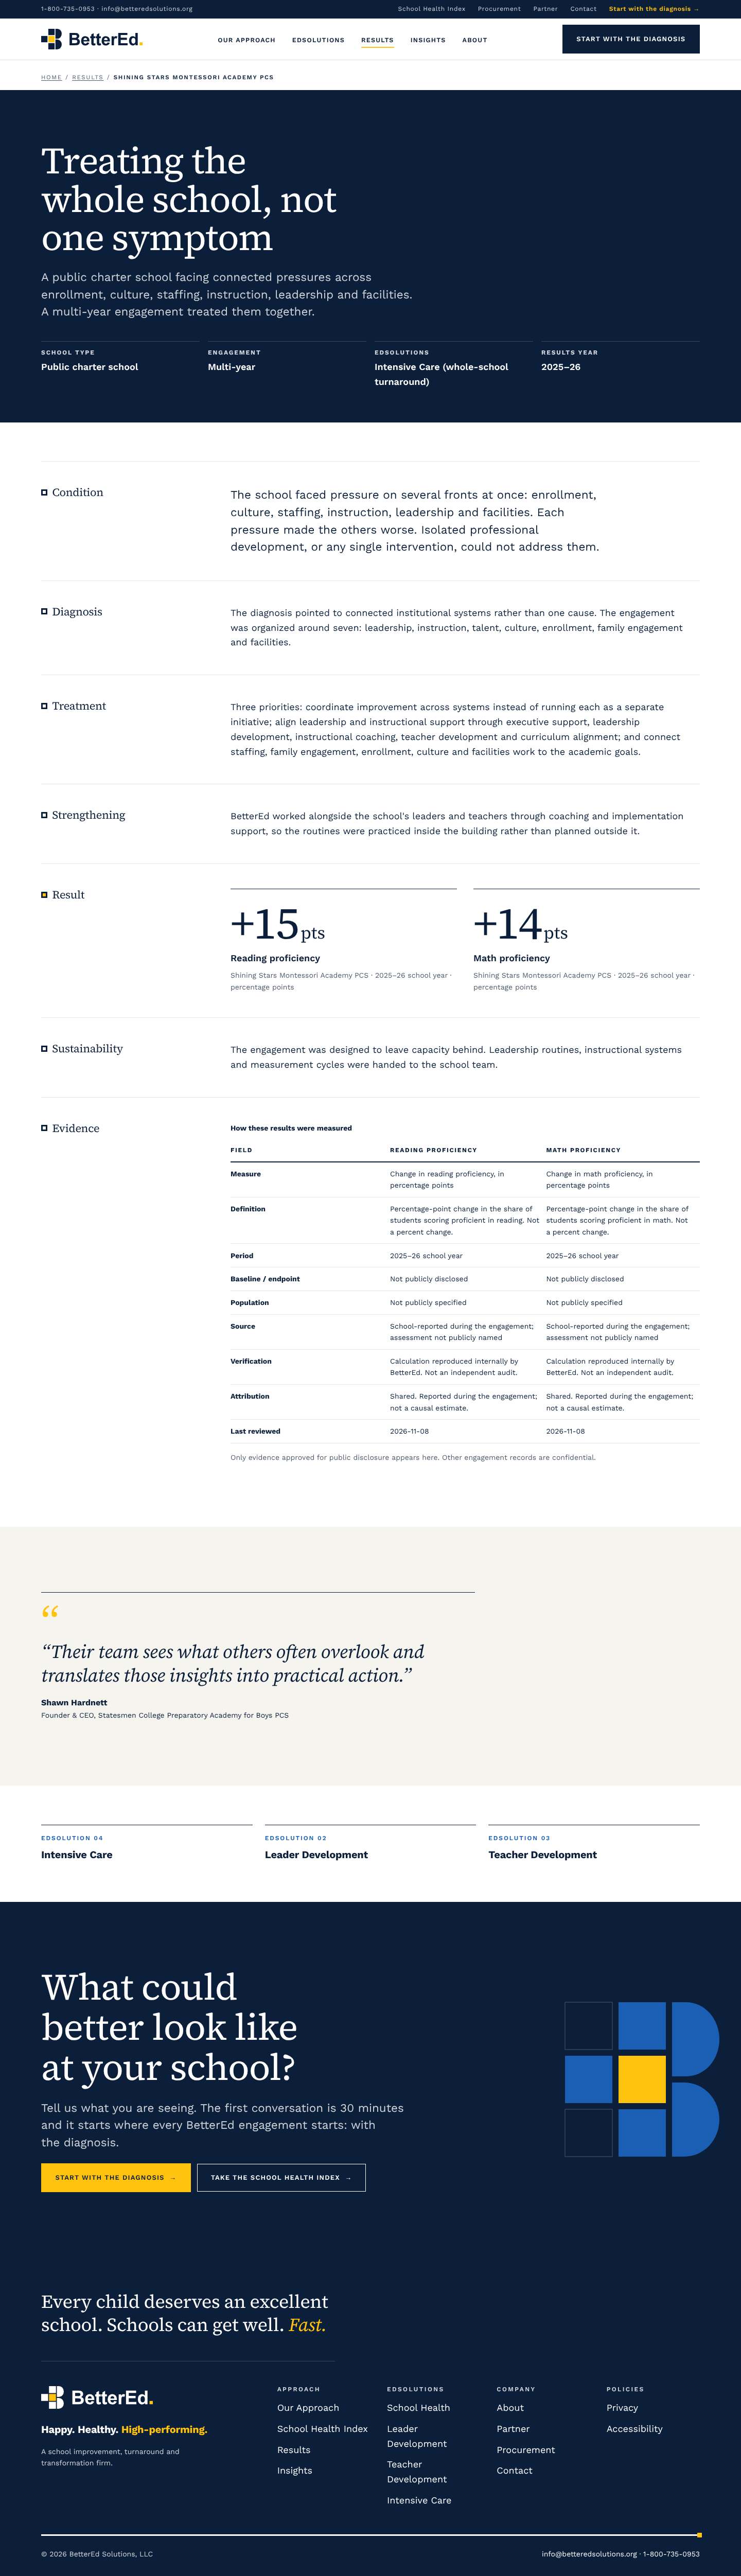 1-800-735-0953 · info@betteredsolutions.org
School Health Index Procurement Partner Contact Start with the diagnosis →
BetterEd.
OUR APPROACH EDSOLUTIONS RESULTS INSIGHTS ABOUT
START WITH THE DIAGNOSIS
HOME / RESULTS / SHINING STARS MONTESSORI ACADEMY PCS
Treating the
whole school, not
one symptom
A public charter school facing connected pressures across
enrollment, culture, staffing, instruction, leadership and facilities.
A multi-year engagement treated them together.
SCHOOL TYPE
Public charter school
ENGAGEMENT
Multi-year
EDSOLUTIONS
Intensive Care (whole-school
turnaround)
RESULTS YEAR
2025–26
Condition
The school faced pressure on several fronts at once: enrollment,
culture, staffing, instruction, leadership and facilities. Each
pressure made the others worse. Isolated professional
development, or any single intervention, could not address them.
Diagnosis
The diagnosis pointed to connected institutional systems rather than one cause. The engagement
was organized around seven: leadership, instruction, talent, culture, enrollment, family engagement
and facilities.
Treatment
Three priorities: coordinate improvement across systems instead of running each as a separate
initiative; align leadership and instructional support through executive support, leadership
development, instructional coaching, teacher development and curriculum alignment; and connect
staffing, family engagement, enrollment, culture and facilities work to the academic goals.
Strengthening
BetterEd worked alongside the school's leaders and teachers through coaching and implementation
support, so the routines were practiced inside the building rather than planned outside it.
Result
+15pts
Reading proficiency
Shining Stars Montessori Academy PCS · 2025–26 school year ·
percentage points
+14pts
Math proficiency
Shining Stars Montessori Academy PCS · 2025–26 school year ·
percentage points
Sustainability
The engagement was designed to leave capacity behind. Leadership routines, instructional systems
and measurement cycles were handed to the school team.
Evidence
How these results were measured
FIELD READING PROFICIENCY MATH PROFICIENCY
Measure
Change in reading proficiency, in
percentage points
Change in math proficiency, in
percentage points
Definition
Percentage-point change in the share of
students scoring proficient in reading. Not
a percent change.
Percentage-point change in the share of
students scoring proficient in math. Not
a percent change.
Period 2025–26 school year 2025–26 school year
Baseline / endpoint Not publicly disclosed Not publicly disclosed
Population Not publicly specified Not publicly specified
Source
School-reported during the engagement;
assessment not publicly named
School-reported during the engagement;
assessment not publicly named
Verification
Calculation reproduced internally by
BetterEd. Not an independent audit.
Calculation reproduced internally by
BetterEd. Not an independent audit.
Attribution
Shared. Reported during the engagement;
not a causal estimate.
Shared. Reported during the engagement;
not a causal estimate.
Last reviewed 2026-11-08 2026-11-08
Only evidence approved for public disclosure appears here. Other engagement records are confidential.
“
“Their team sees what others often overlook and
translates those insights into practical action.”
Shawn Hardnett
Founder & CEO, Statesmen College Preparatory Academy for Boys PCS
EDSOLUTION 04
Intensive Care
EDSOLUTION 02
Leader Development
EDSOLUTION 03
Teacher Development
What could
better look like
at your school?
Tell us what you are seeing. The first conversation is 30 minutes
and it starts where every BetterEd engagement starts: with
the diagnosis.
START WITH THE DIAGNOSIS →
TAKE THE SCHOOL HEALTH INDEX →
Every child deserves an excellent
school. Schools can get well. Fast.
BetterEd.
Happy. Healthy. High-performing.
A school improvement, turnaround and
transformation firm.
APPROACH
Our Approach
School Health Index
Results
Insights
EDSOLUTIONS
School Health
Leader
Development
Teacher
Development
Intensive Care
COMPANY
About
Partner
Procurement
Contact
POLICIES
Privacy
Accessibility
© 2026 BetterEd Solutions, LLC
info@betteredsolutions.org · 1-800-735-0953